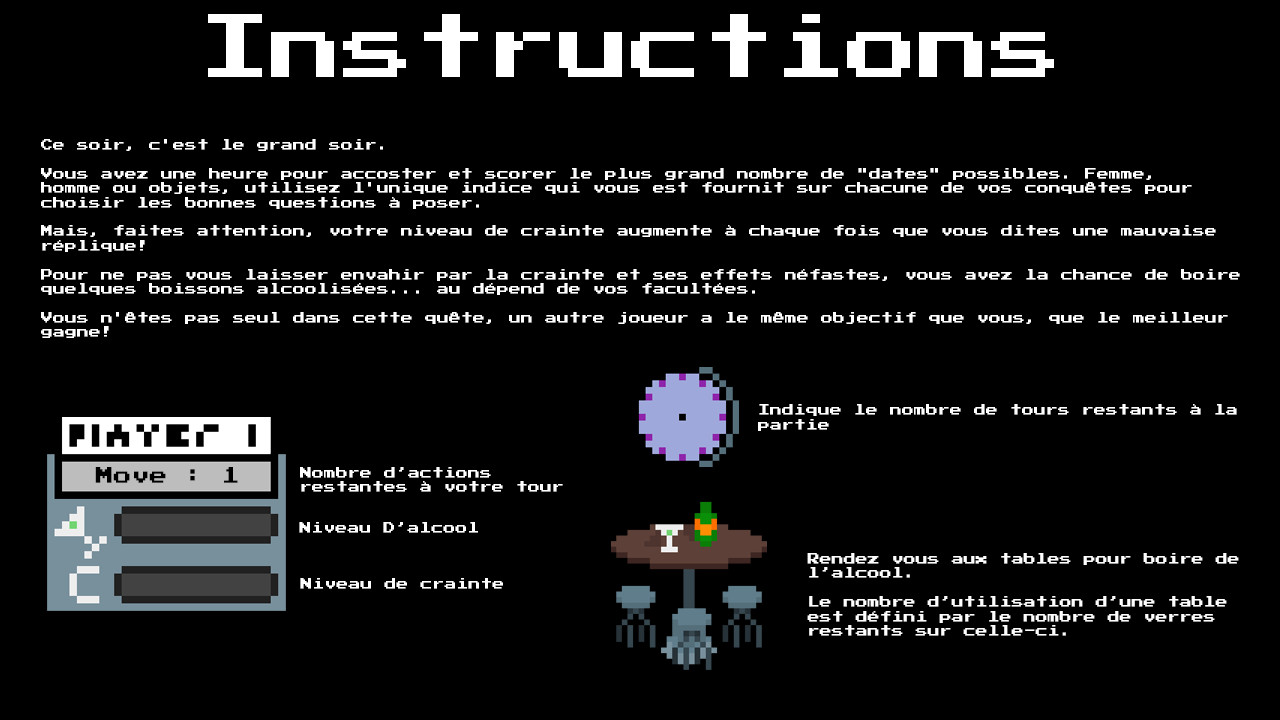 Instructions
Ce soir, c'est le grand soir.
Vous avez une heure pour accoster et scorer le plus grand nombre de "dates" possibles. Femme,
homme ou objets, utilisez l'unique indice qui vous est fournit sur chacune de vos conquêtes pour
choisir les bonnes questions à poser.
Mais, faites attention, votre niveau de crainte augmente à chaque fois que vous dites une mauvaise
réplique!
Pour ne pas vous laisser envahir par la crainte et ses effets néfastes, vous avez la chance de boire
quelques boissons alcoolisées... au dépend de vos facultées.
Vous n'êtes pas seul dans cette quête, un autre joueur a le même objectif que vous, que le meilleur
gagne!
Indique le nombre de tours restants à la
partie
PLAYER 1
Move : 1
Nombre d’actions
restantes à votre tour
Niveau D’alcool
Niveau de crainte
Rendez vous aux tables pour boire de
l’alcool.
Le nombre d’utilisation d’une table
est défini par le nombre de verres
restants sur celle-ci.